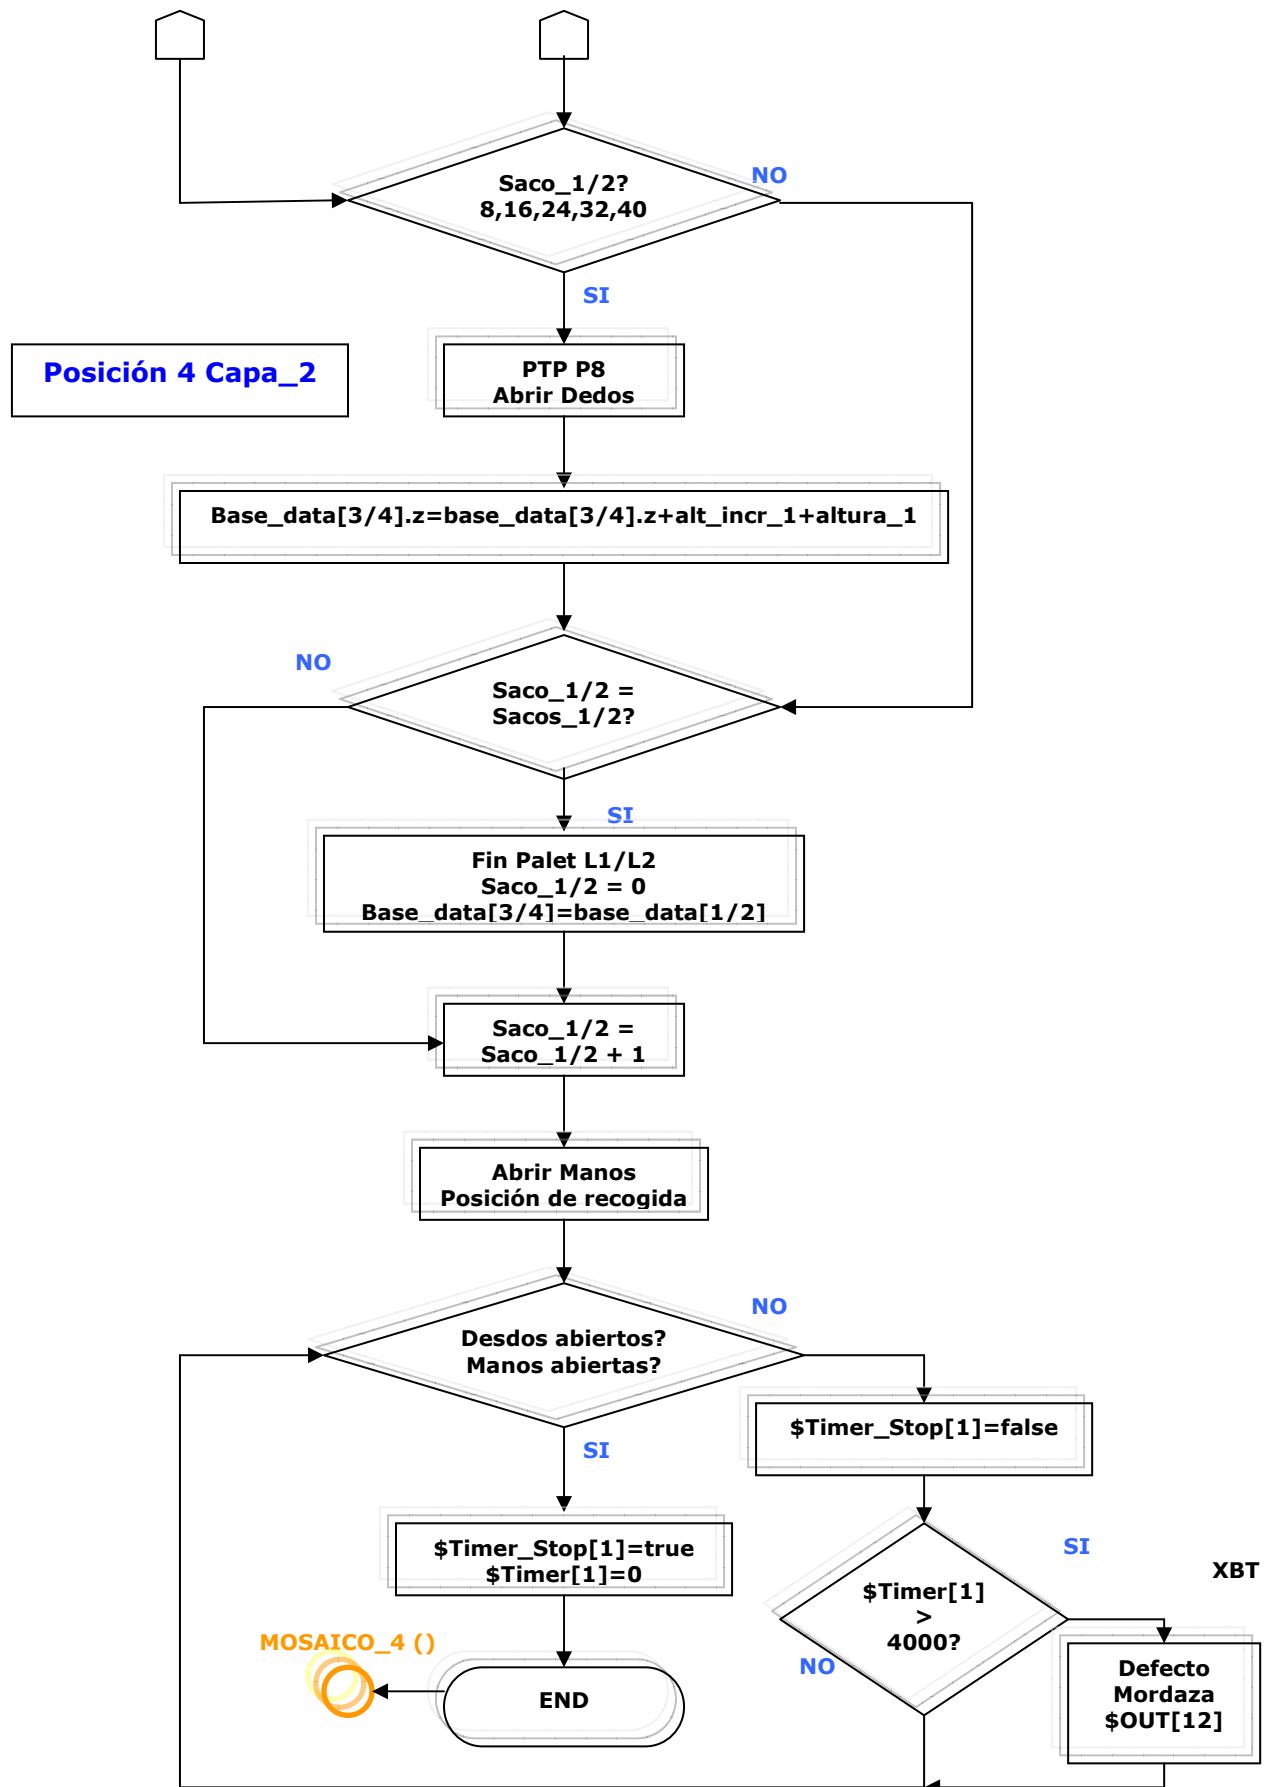 Saco_1/2?
8,16,24,32,40
NO
SI
Posición 4 Capa_2
PTP P8
Abrir Dedos
Base_data[3/4].z=base_data[3/4].z+alt_incr_1+altura_1
NO
Saco_1/2 =
Sacos_1/2?
SI
Fin Palet L1/L2
Saco_1/2 = 0
Base_data[3/4]=base_data[1/2]
Saco_1/2 =
Saco_1/2 + 1
Abrir Manos
Posición de recogida
NO
Desdos abiertos?
Manos abiertas?
$Timer_Stop[1]=false
SI
$Timer_Stop[1]=true
$Timer[1]=0
SI
XBT
$Timer[1]
>
4000?
MOSAICO_4 ()
NO
Defecto
Mordaza
$OUT[12]
END